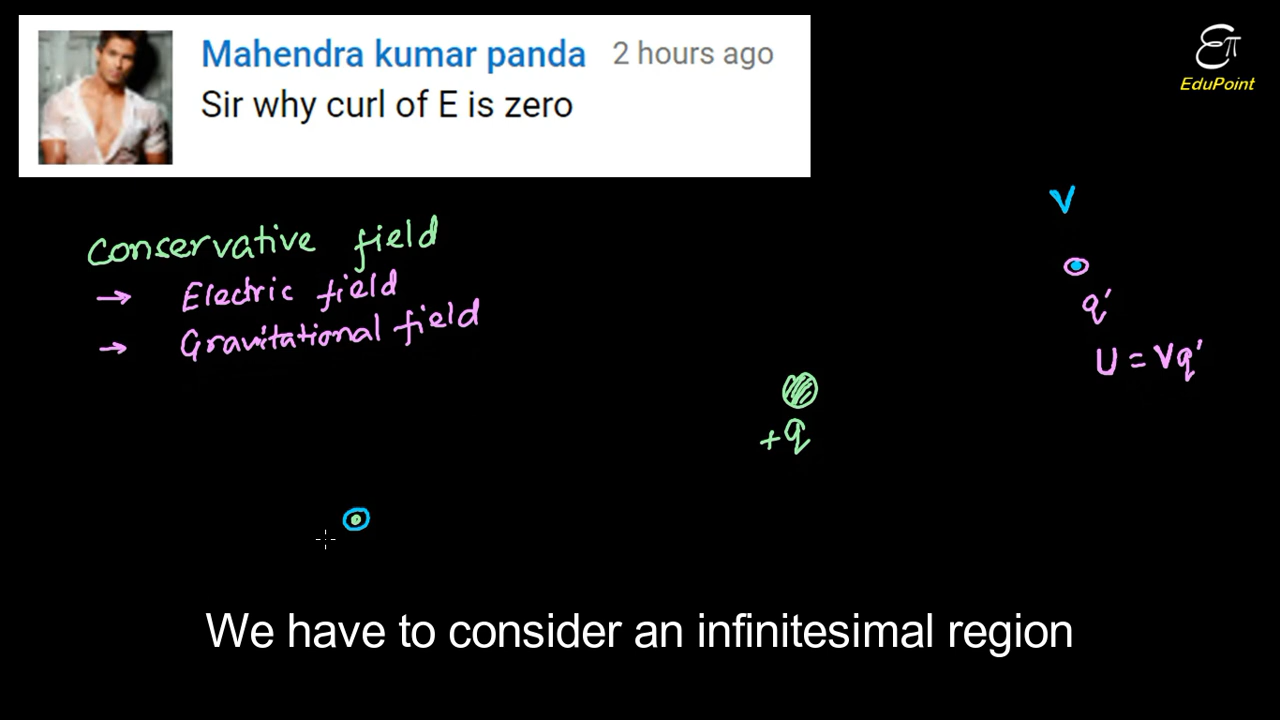 Mahendra kumar panda 2 hours ago
Sir why curl of E is zero
επ
EduPoint
Conservative field
→ Electric field
→ Gravitational field
V
q'
U = Vq'
+q
We have to consider an infinitesimal region